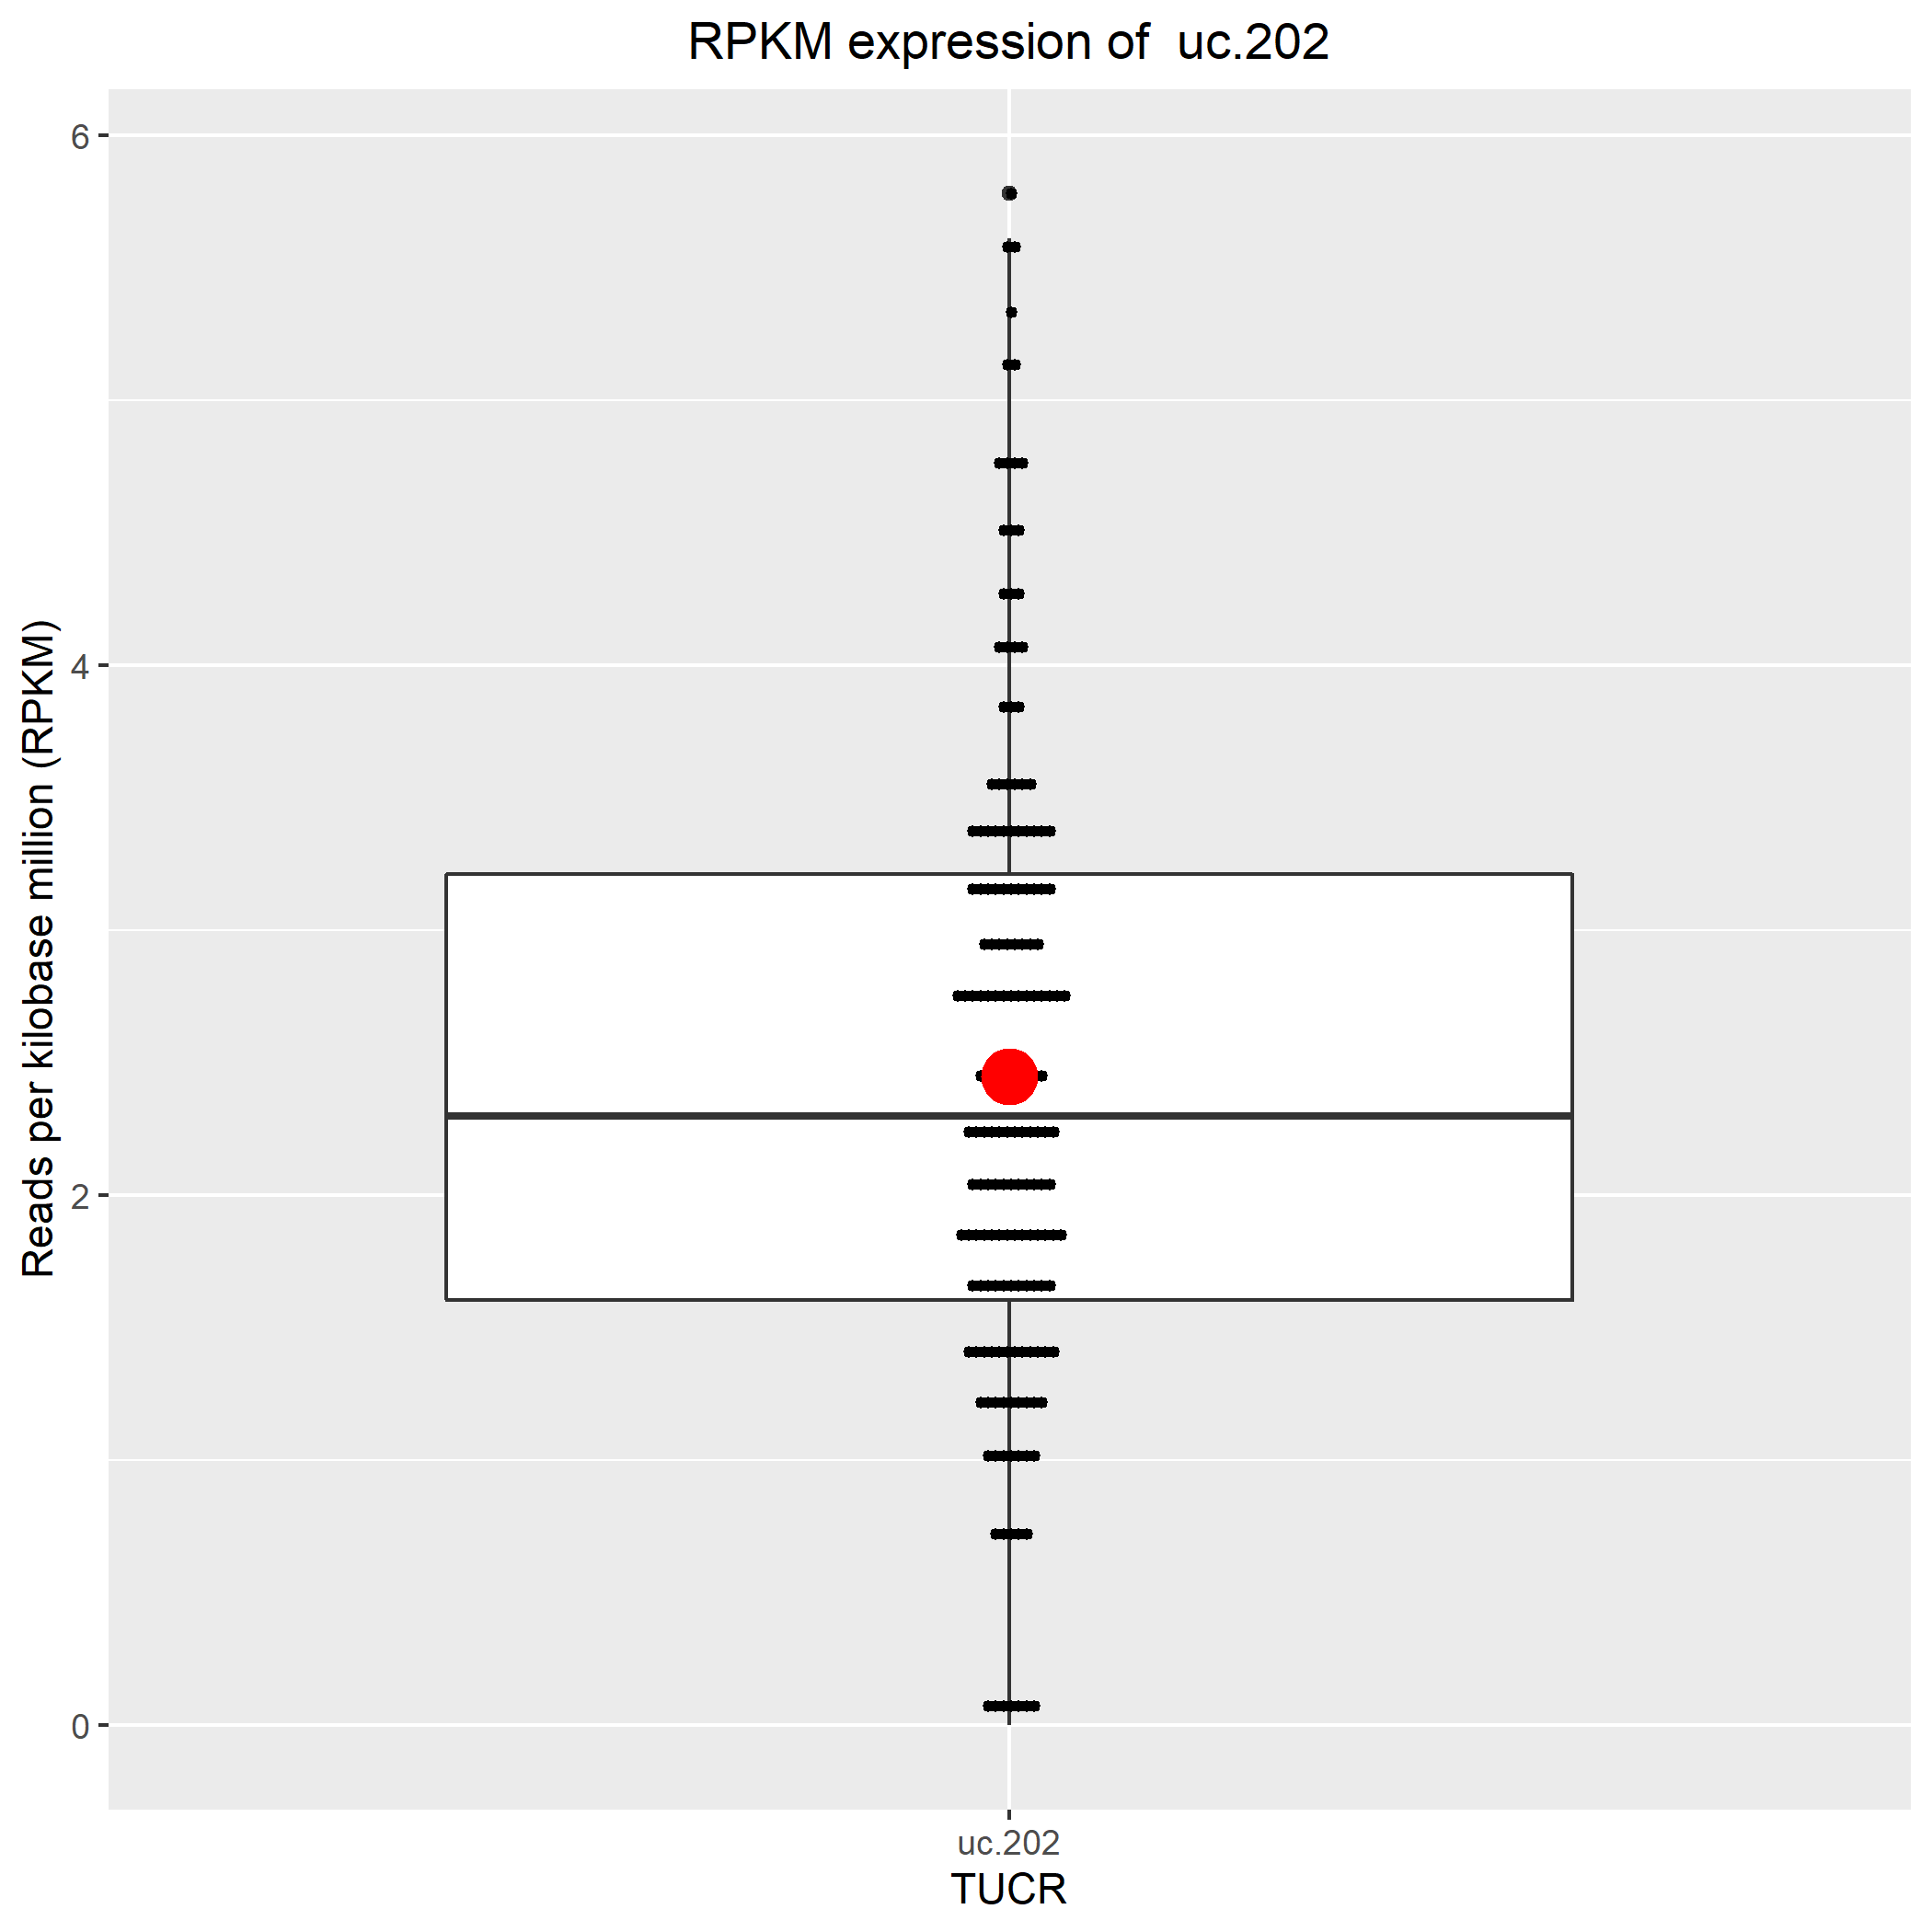 RPKM expression of  uc.202
Reads per kilobase million (RPKM)
6
4
2
0
uc.202
TUCR